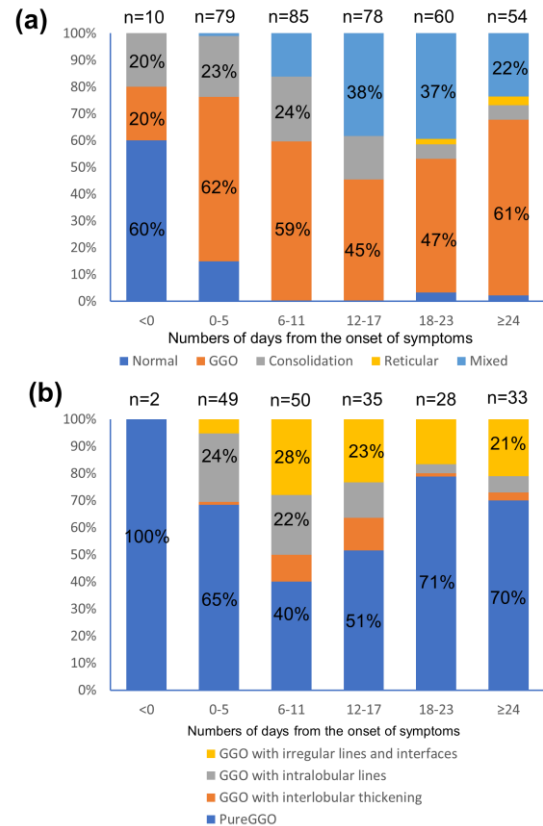 (a)
n=10 n=79 n=85 n=78 n=60 n=54
100%
90%
80%
70%
60%
50%
40%
30%
20%
10%
0%
20% 23% 24% 38% 37% 22%
20% 62% 59% 45% 47% 61%
60%
<0 0-5 6-11 12-17 18-23 ≥24
Numbers of days from the onset of symptoms
Normal GGO Consolidation Reticular Mixed
(b)
n=2 n=49 n=50 n=35 n=28 n=33
100%
90%
80%
70%
60%
50%
40%
30%
20%
10%
0%
24% 28% 23% 21%
22%
100% 65% 40% 51% 71% 70%
<0 0-5 6-11 12-17 18-23 ≥24
Numbers of days from the onset of symptoms
GGO with irregular lines and interfaces
GGO with intralobular lines
GGO with interlobular thickening
PureGGO